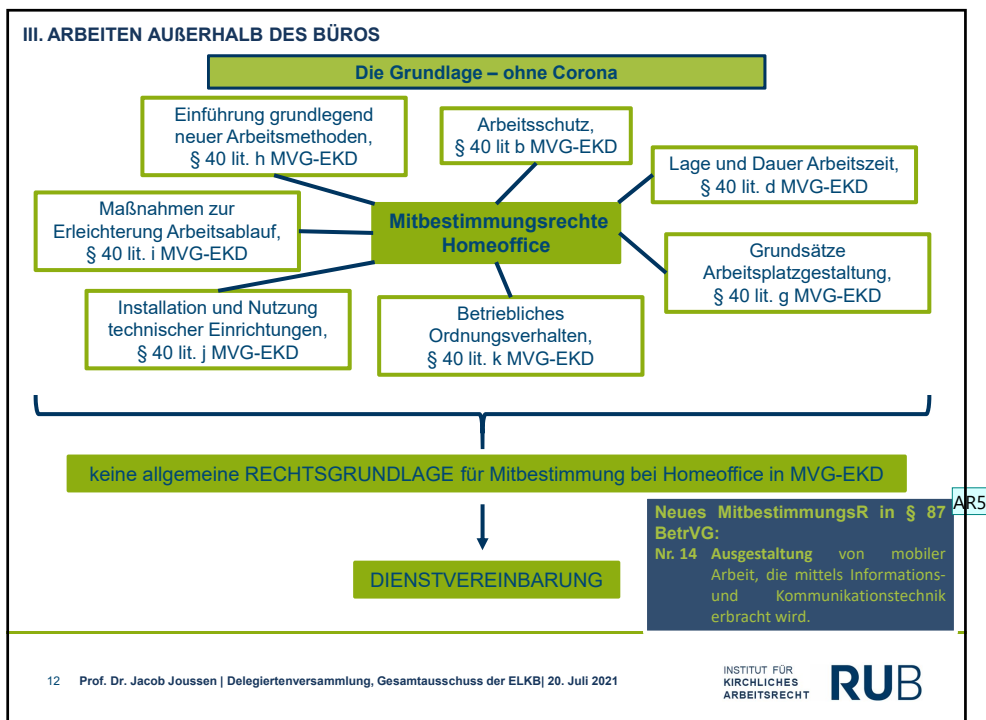 III. ARBEITEN AUßERHALB DES BÜROS
Die Grundlage – ohne Corona
Einführung grundlegend
neuer Arbeitsmethoden,
§ 40 lit. h MVG-EKD
Arbeitsschutz,
§ 40 lit b MVG-EKD
Lage und Dauer Arbeitszeit,
§ 40 lit. d MVG-EKD
Maßnahmen zur
Erleichterung Arbeitsablauf,
§ 40 lit. i MVG-EKD
Mitbestimmungsrechte
Homeoffice
Grundsätze
Arbeitsplatzgestaltung,
§ 40 lit. g MVG-EKD
Installation und Nutzung
technischer Einrichtungen,
§ 40 lit. j MVG-EKD
Betriebliches
Ordnungsverhalten,
§ 40 lit. k MVG-EKD
keine allgemeine RECHTSGRUNDLAGE für Mitbestimmung bei Homeoffice in MVG-EKD
AR5
Neues MitbestimmungsR in § 87
BetrVG:
Nr. 14 Ausgestaltung von mobiler
Arbeit, die mittels Informations-
und Kommunikationstechnik
erbracht wird.
DIENSTVEREINBARUNG
12 Prof. Dr. Jacob Joussen | Delegiertenversammlung, Gesamtausschuss der ELKB| 20. Juli 2021
INSTITUT FÜR
KIRCHLICHES
ARBEITSRECHT
RUB